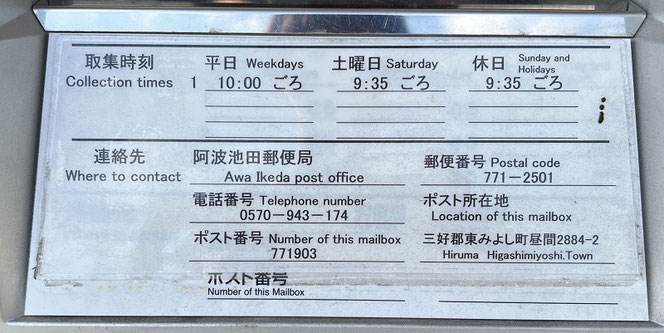 取集時刻 平日 Weekdays 土曜日 Saturday 休日 Sunday and Holidays
Collection times 1 10:00 ごろ 9:35 ごろ 9:35 ごろ
連絡先 阿波池田郵便局 郵便番号 Postal code
Where to contact Awa Ikeda post office 771-2501
電話番号 Telephone number ポスト所在地
0570-943-174 Location of this mailbox
ポスト番号 Number of this mailbox 三好郡東みよし町昼間2884-2
771903 Hiruma Higashimiyoshi.Town
ポスト番号
Number of this Mailbox